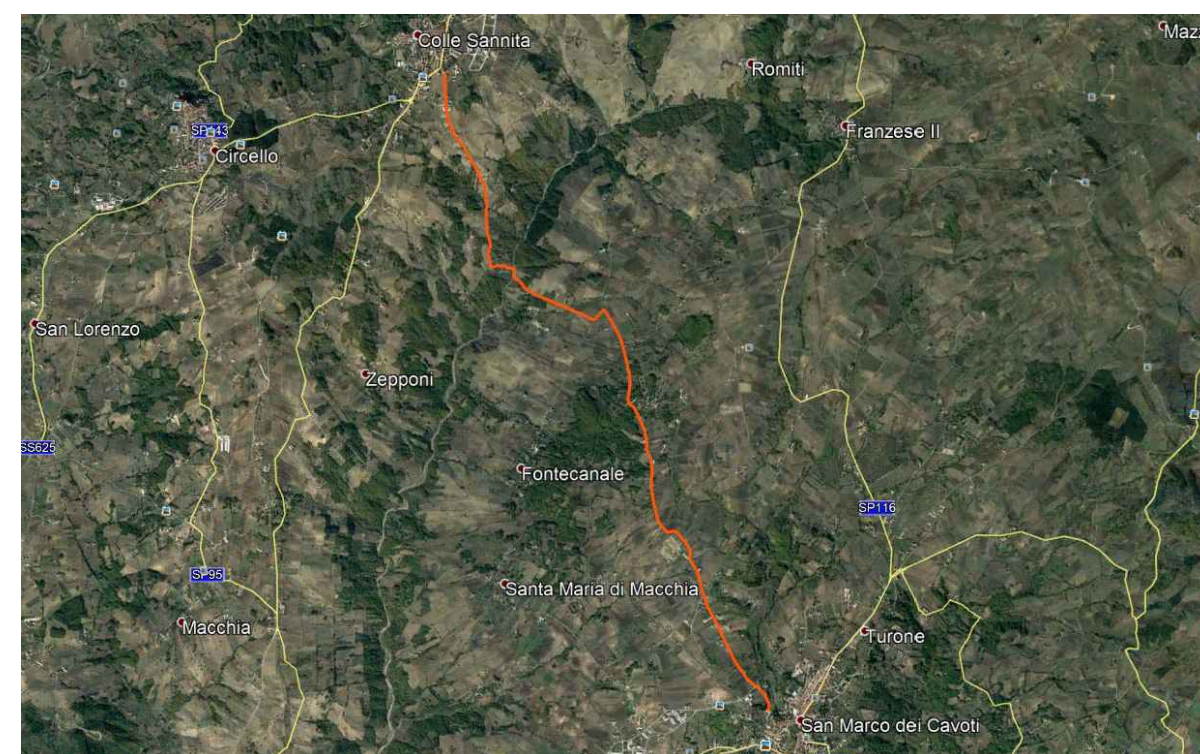 Colle Sannita
Maz
Romiti
SP143
Franzese II
Circello
San Lorenzo
Zepponi
SS625
Fontecanale
SP116
SP95
Santa Maria di Macchia
Macchia
Turone
San Marco dei Cavoti